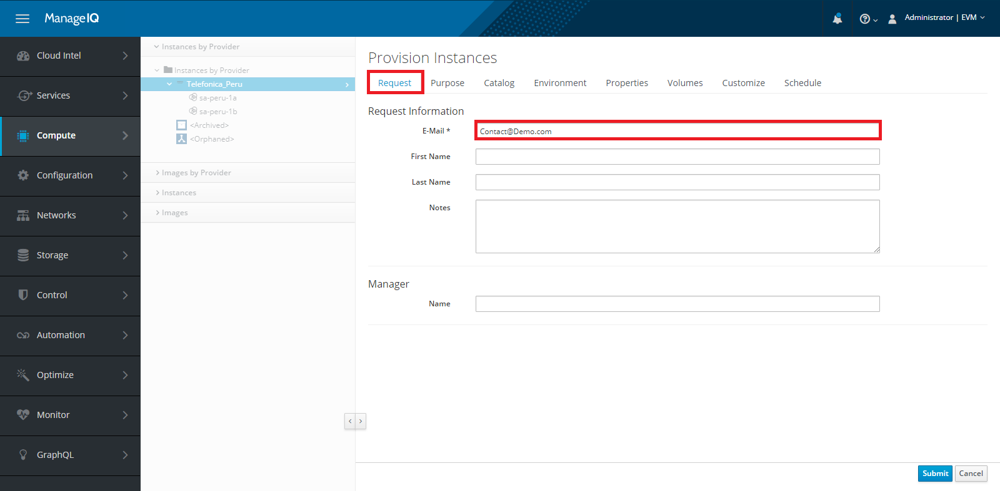 ManageIQ
Administrator | EVM
Cloud Intel
Services
Compute
Configuration
Networks
Storage
Control
Automation
Optimize
Monitor
GraphQL
Instances by Provider
Instances by Provider
Telefonica_Peru
sa-peru-1a
sa-peru-1b
<Archived>
<Orphaned>
Images by Provider
Instances
Images
Provision Instances
Request Purpose Catalog Environment Properties Volumes Customize Schedule
Request Information
E-Mail * Contact@Demo.com
First Name
Last Name
Notes
Manager
Name
Submit Cancel